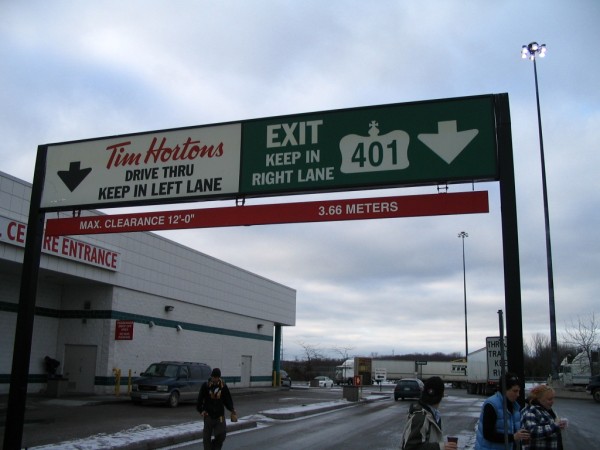 Tim Hortons
DRIVE THRU
KEEP IN LEFT LANE
EXIT
KEEP IN
RIGHT LANE
401
MAX. CLEARANCE 12'-0"
3.66 METERS
ENTRANCE